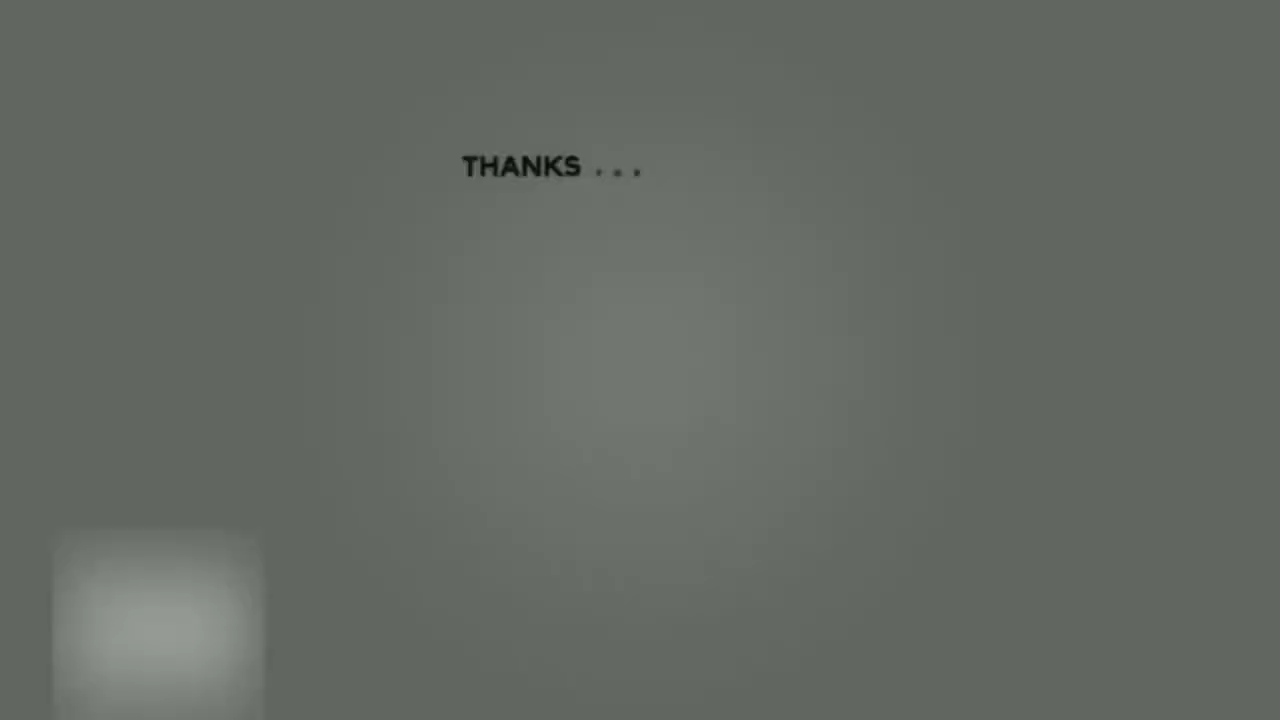 THANKS . . .